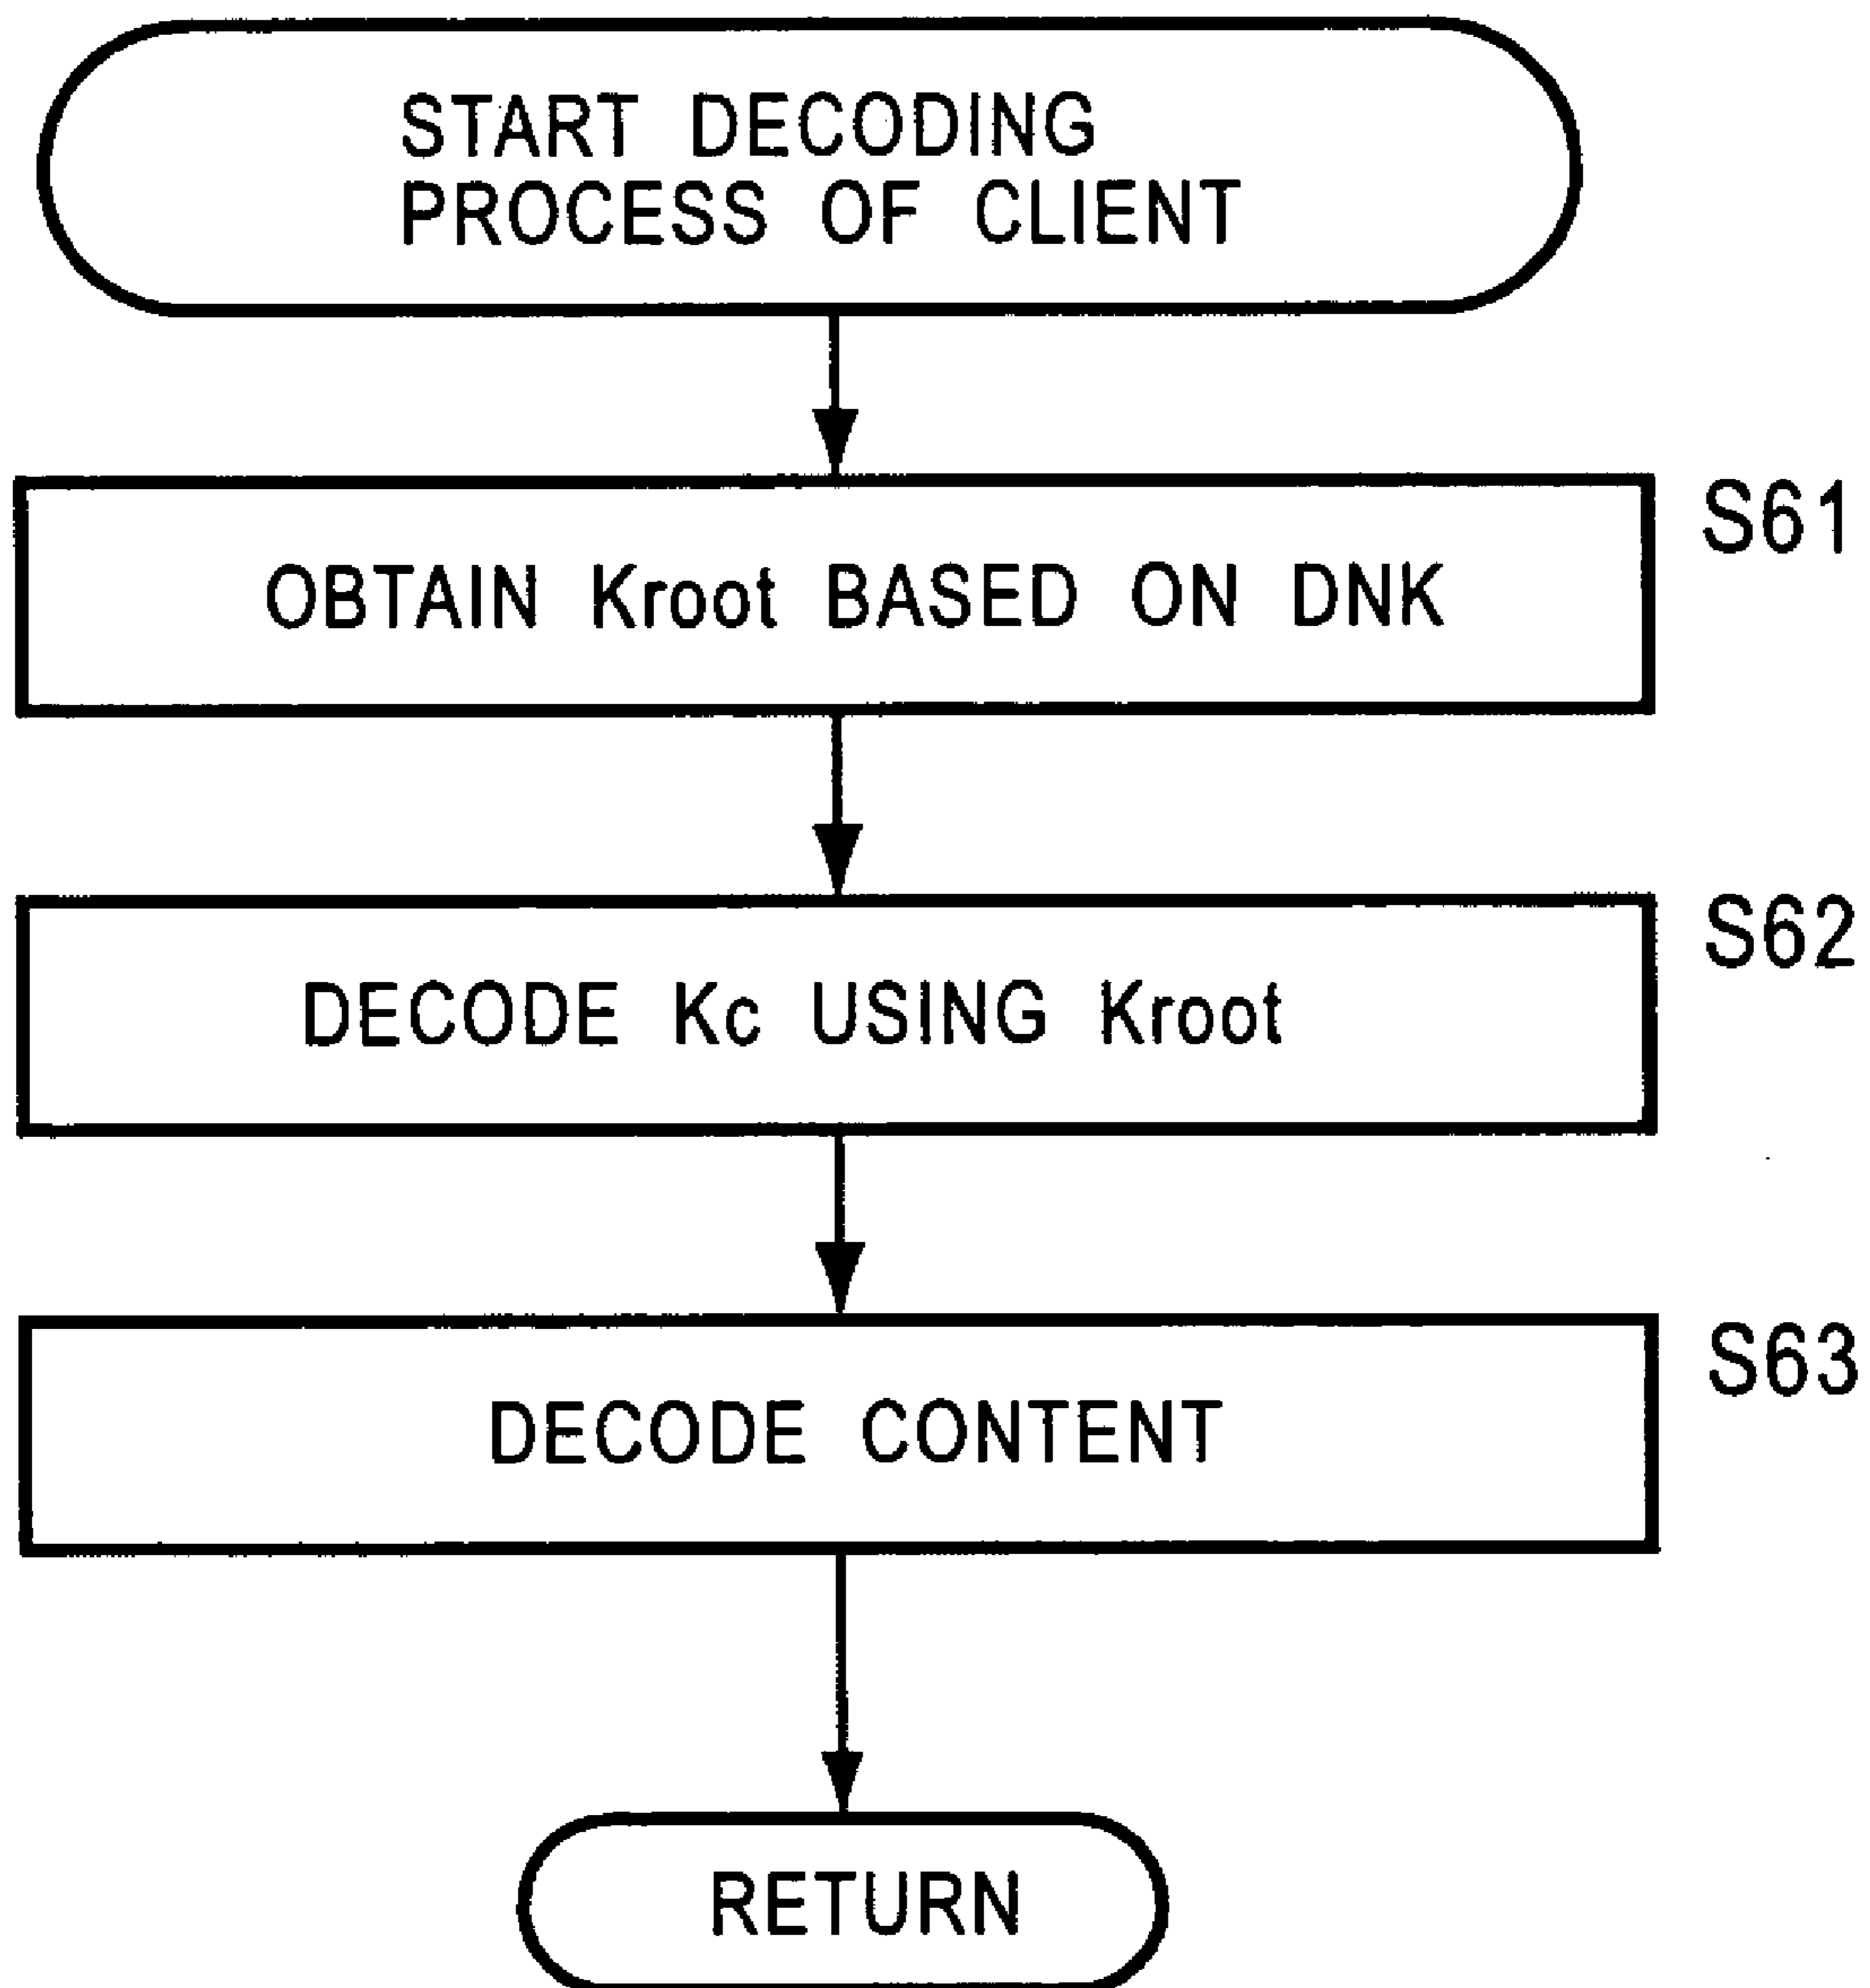 START DECODING
PROCESS OF CLIENT
S61
OBTAIN Kroot BASED ON DNK
S62
DECODE Kc USING Kroot
S63
DECODE CONTENT
RETURN